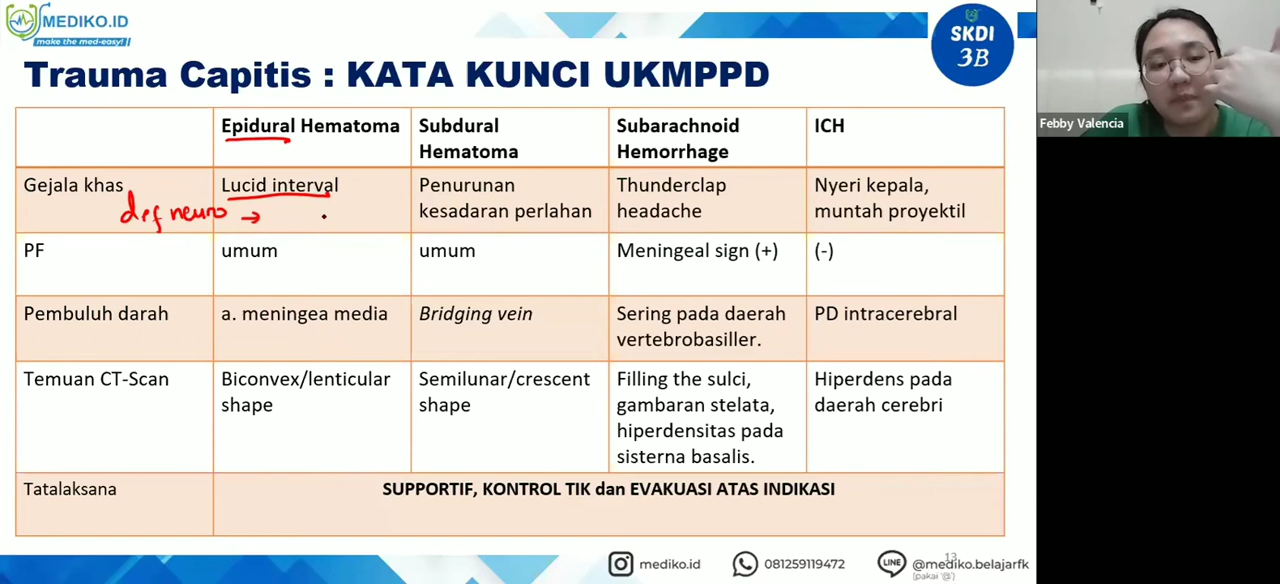 MEDIKO.ID
make the med-easy!
SKDI
3B
Trauma Capitis : KATA KUNCI UKMPPD
Febby Valencia
Epidural Hematoma
Subdural
Hematoma
Subarachnoid
Hemorrhage
ICH
Gejala khas
Lucid interval
Penurunan
kesadaran perlahan
Thunderclap
headache
Nyeri kepala,
muntah proyektil
def neuro →
PF
umum
umum
Meningeal sign (+)
(-)
Pembuluh darah
a. meningea media
Bridging vein
Sering pada daerah
vertebrobasiller.
PD intracerebral
Temuan CT-Scan
Biconvex/lenticular
shape
Semilunar/crescent
shape
Filling the sulci,
gambaran stelata,
hiperdensitas pada
sisterna basalis.
Hiperdens pada
daerah cerebri
Tatalaksana
SUPPORTIF, KONTROL TIK dan EVAKUASI ATAS INDIKASI
mediko.id
081259119472
LINE
13
@mediko.belajarfk
(pakai '@')